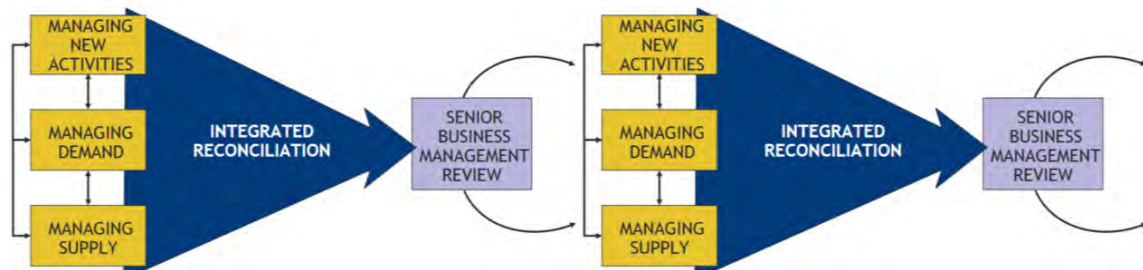 MANAGING
NEW
ACTIVITIES
MANAGING
DEMAND
MANAGING
SUPPLY
INTEGRATED
RECONCILIATION
SENIOR
BUSINESS
MANAGEMENT
REVIEW
MANAGING
NEW
ACTIVITIES
MANAGING
DEMAND
MANAGING
SUPPLY
INTEGRATED
RECONCILIATION
SENIOR
BUSINESS
MANAGEMENT
REVIEW